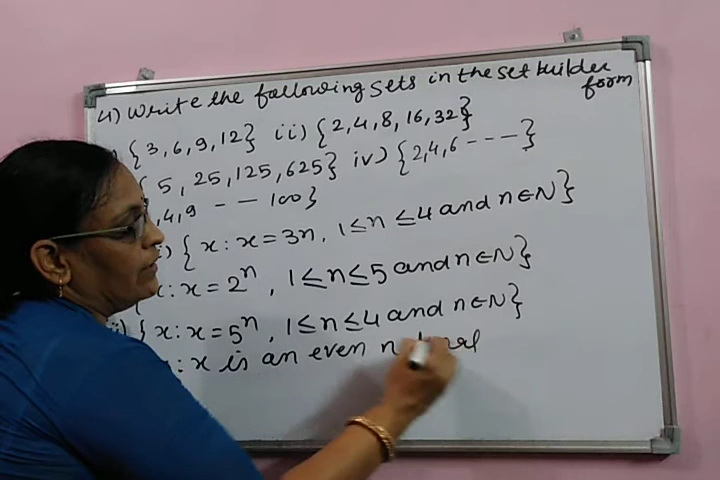 4) Write the following sets in the set builder form
{3, 6, 9, 12} ii) {2, 4, 8, 16, 32}
{ 5, 25, 125, 625} iv) {2, 4, 6 - - - }
, 4, 9 - - 100}
) { x : x = 3n, 1 ≤ n ≤ 4 and n ∈ N }
: x = 2ⁿ, 1 ≤ n ≤ 5 and n ∈ N }
) { x : x = 5ⁿ, 1 ≤ n ≤ 4 and n ∈ N }
: x is an even